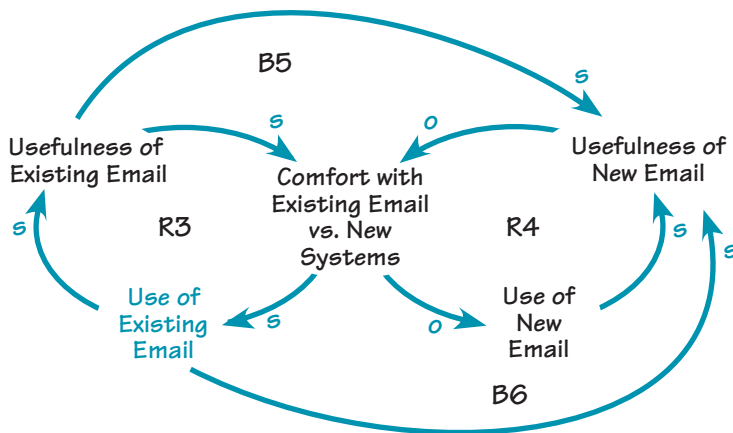 B5
s
s
o
Usefulness of
Existing Email
Usefulness of
New Email
Comfort with
Existing Email
vs. New
Systems
R3
R4
s
s
s
Use of
Existing
Email
s
o
Use of
New
Email
B6